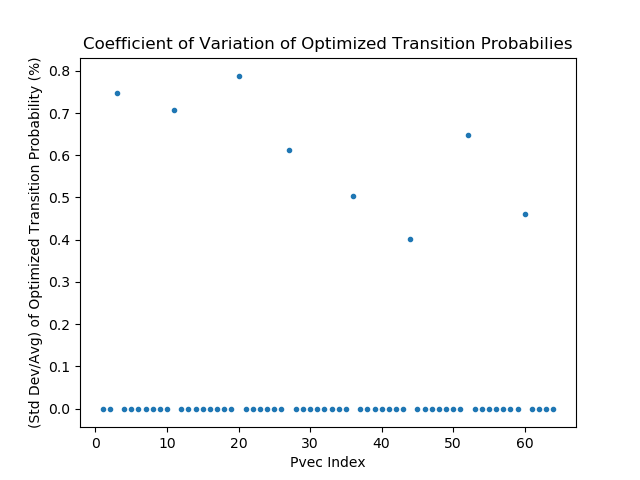 Coefficient of Variation of Optimized Transition Probabilies
(Std Dev/Avg) of Optimized Transition Probability (%)
0.8
0.7
0.6
0.5
0.4
0.3
0.2
0.1
0.0
0 10 20 30 40 50 60
Pvec Index